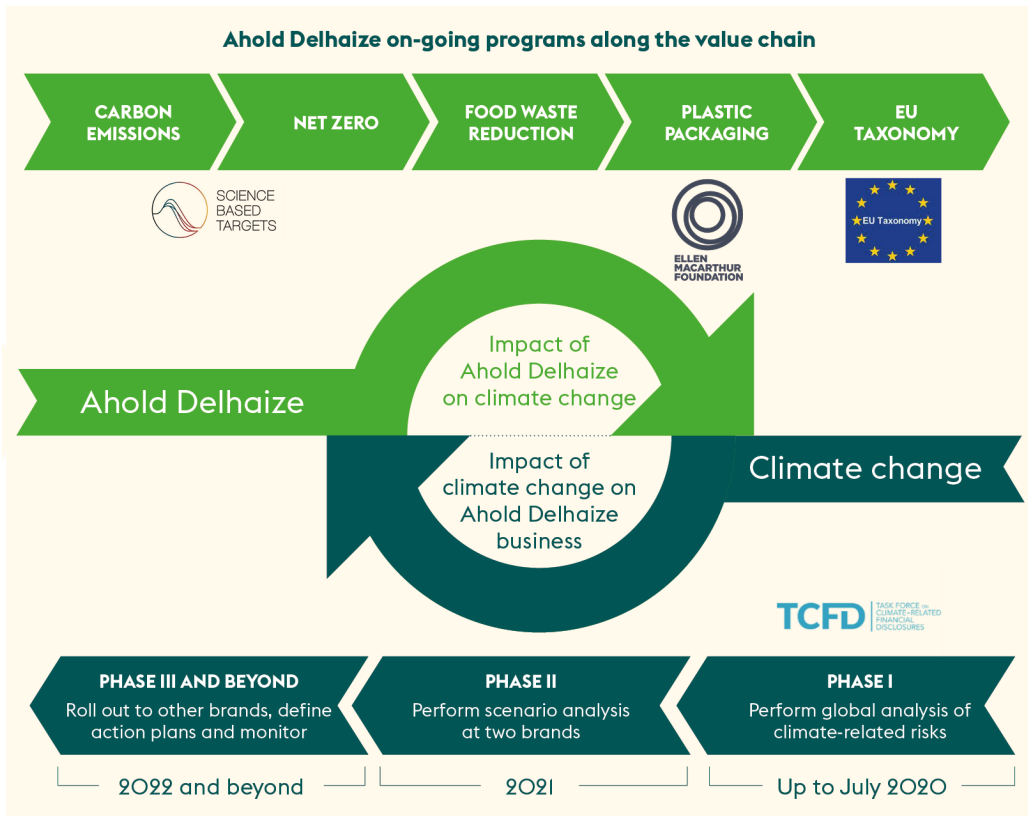 Ahold Delhaize on-going programs along the value chain
CARBON
EMISSIONS
NET ZERO
FOOD WASTE
REDUCTION
PLASTIC
PACKAGING
EU
TAXONOMY
SCIENCE
BASED
TARGETS
ELLEN
MACARTHUR
FOUNDATION
EU Taxonomy
Impact of
Ahold Delhaize
on climate change
Ahold Delhaize
Climate change
Impact of
climate change on
Ahold Delhaize
business
TCFD
TASK FORCE ON
CLIMATE-RELATED
FINANCIAL
DISCLOSURES
PHASE III AND BEYOND
Roll out to other brands, define
action plans and monitor
PHASE II
Perform scenario analysis
at two brands
PHASE I
Perform global analysis of
climate-related risks
2022 and beyond
2021
Up to July 2020